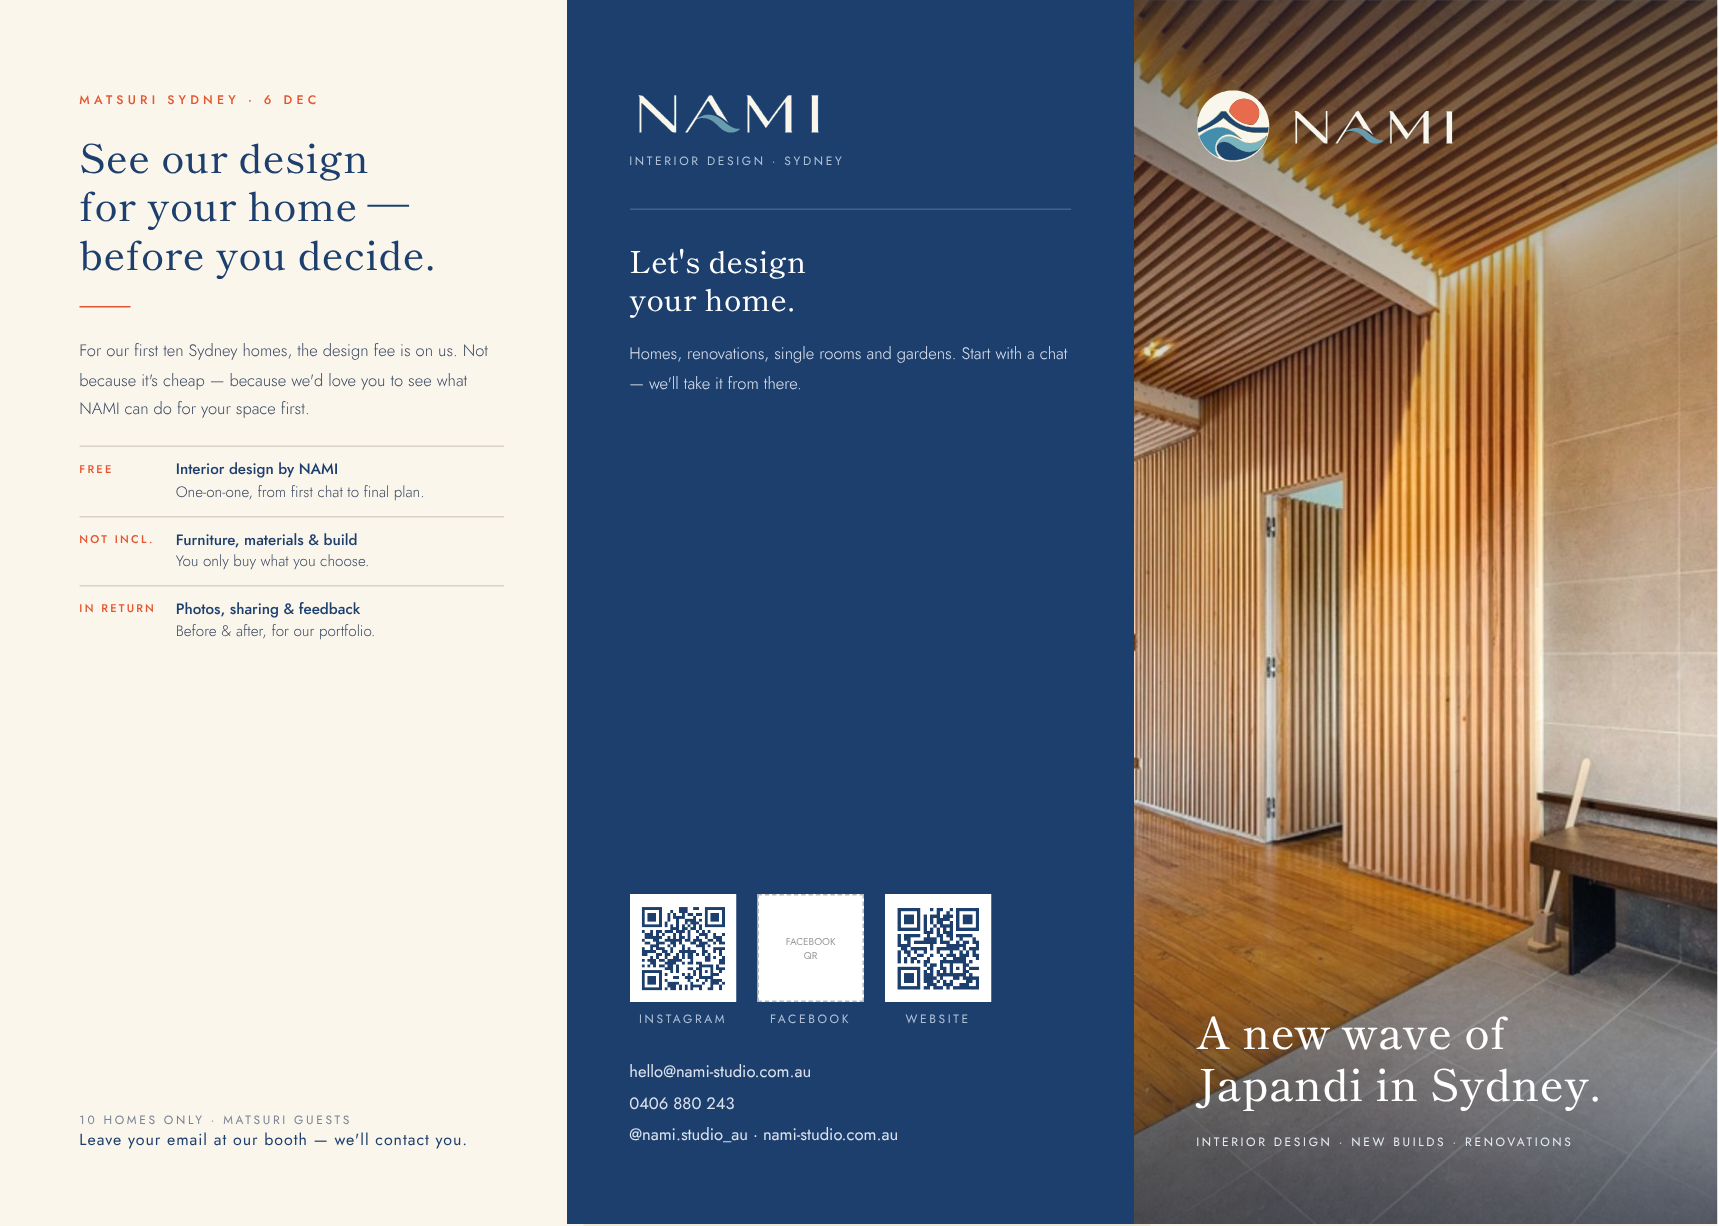 MATSURI SYDNEY · 6 DEC
See our design
for your home —
before you decide.
For our first ten Sydney homes, the design fee is on us. Not
because it's cheap — because we'd love you to see what
NAMI can do for your space first.
FREE
Interior design by NAMI
One-on-one, from first chat to final plan.
NOT INCL.
Furniture, materials & build
You only buy what you choose.
IN RETURN
Photos, sharing & feedback
Before & after, for our portfolio.
10 HOMES ONLY · MATSURI GUESTS
Leave your email at our booth — we'll contact you.
NAMI
INTERIOR DESIGN · SYDNEY
Let's design
your home.
Homes, renovations, single rooms and gardens. Start with a chat
— we'll take it from there.
FACEBOOK
QR
INSTAGRAM
FACEBOOK
WEBSITE
hello@nami-studio.com.au
0406 880 243
@nami.studio_au · nami-studio.com.au
NAMI
A new wave of
Japandi in Sydney.
INTERIOR DESIGN · NEW BUILDS · RENOVATIONS